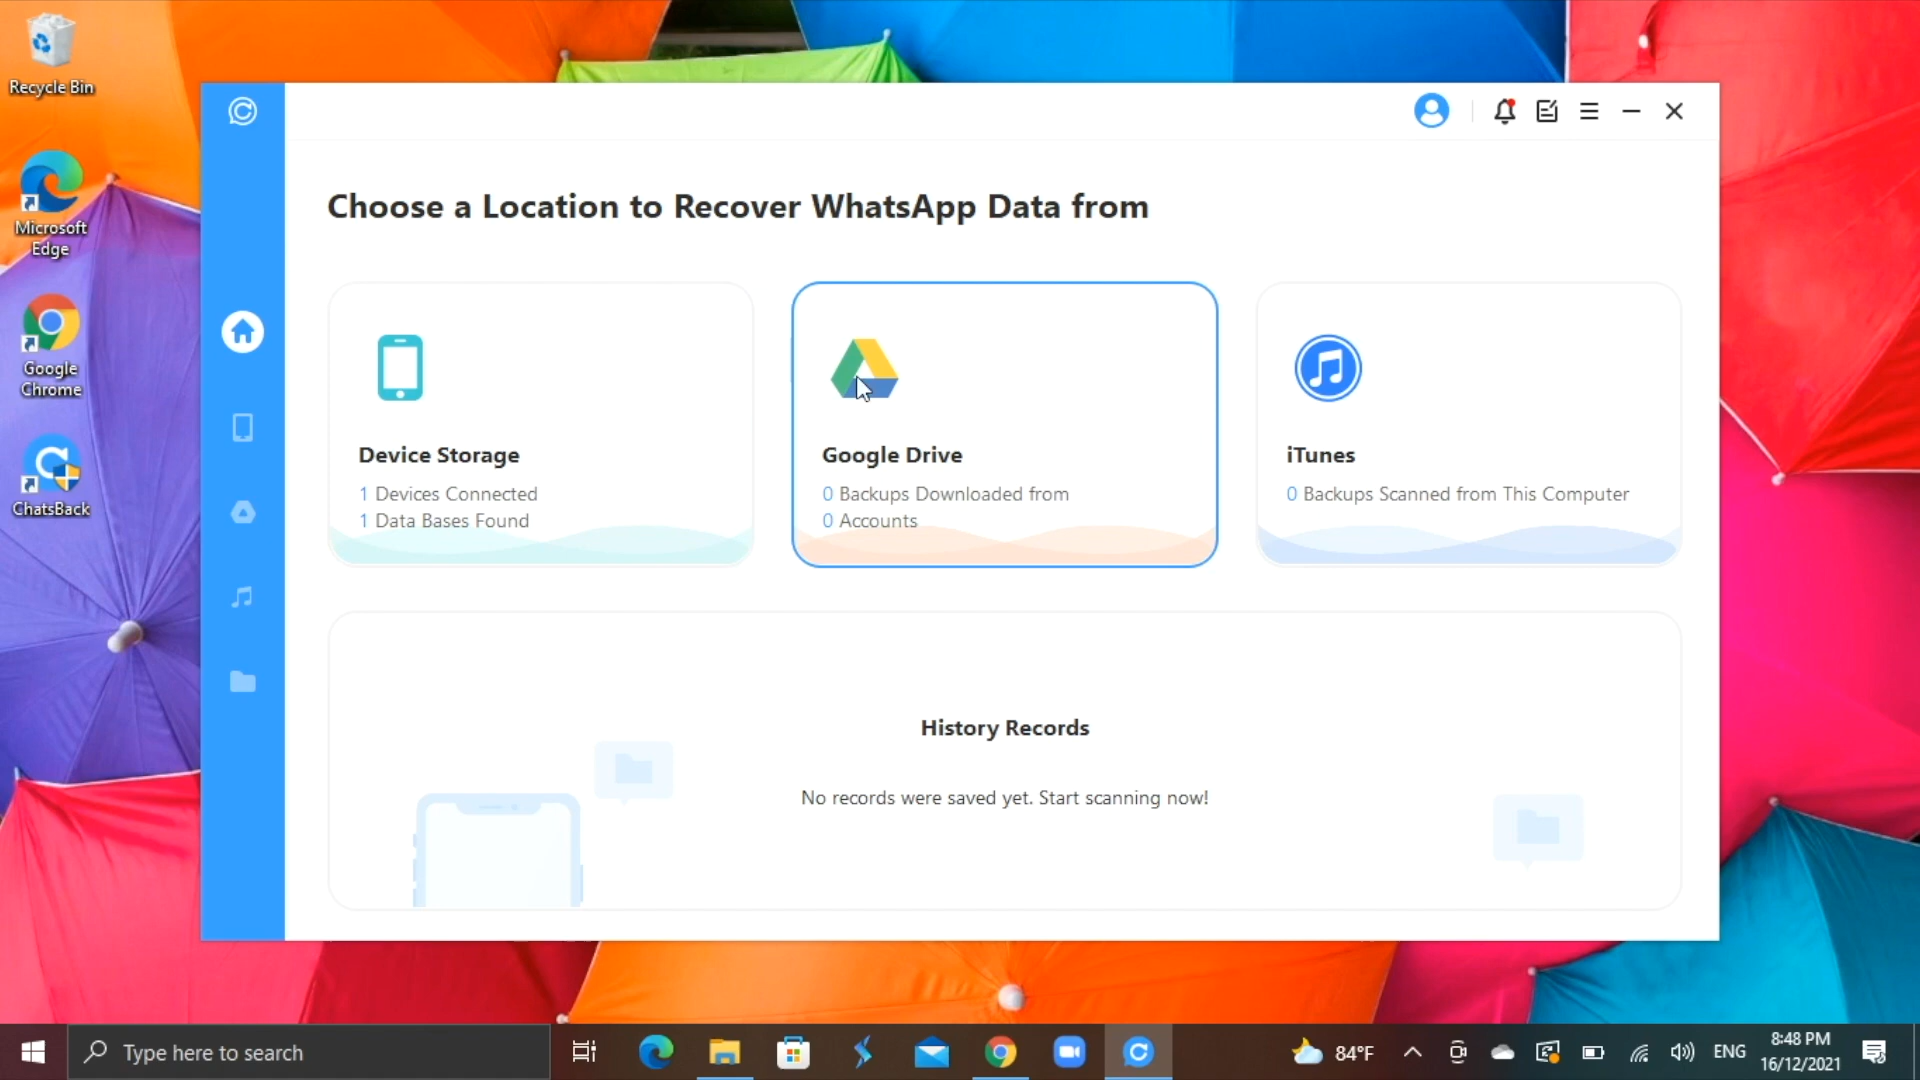 Recycle Bin
Microsoft
Edge
Google
Chrome
ChatsBack
Choose a Location to Recover WhatsApp Data from
Device Storage
1 Devices Connected
1 Data Bases Found
Google Drive
0 Backups Downloaded from
0 Accounts
iTunes
0 Backups Scanned from This Computer
History Records
No records were saved yet. Start scanning now!
Type here to search
84°F
ENG
8:48 PM
16/12/2021